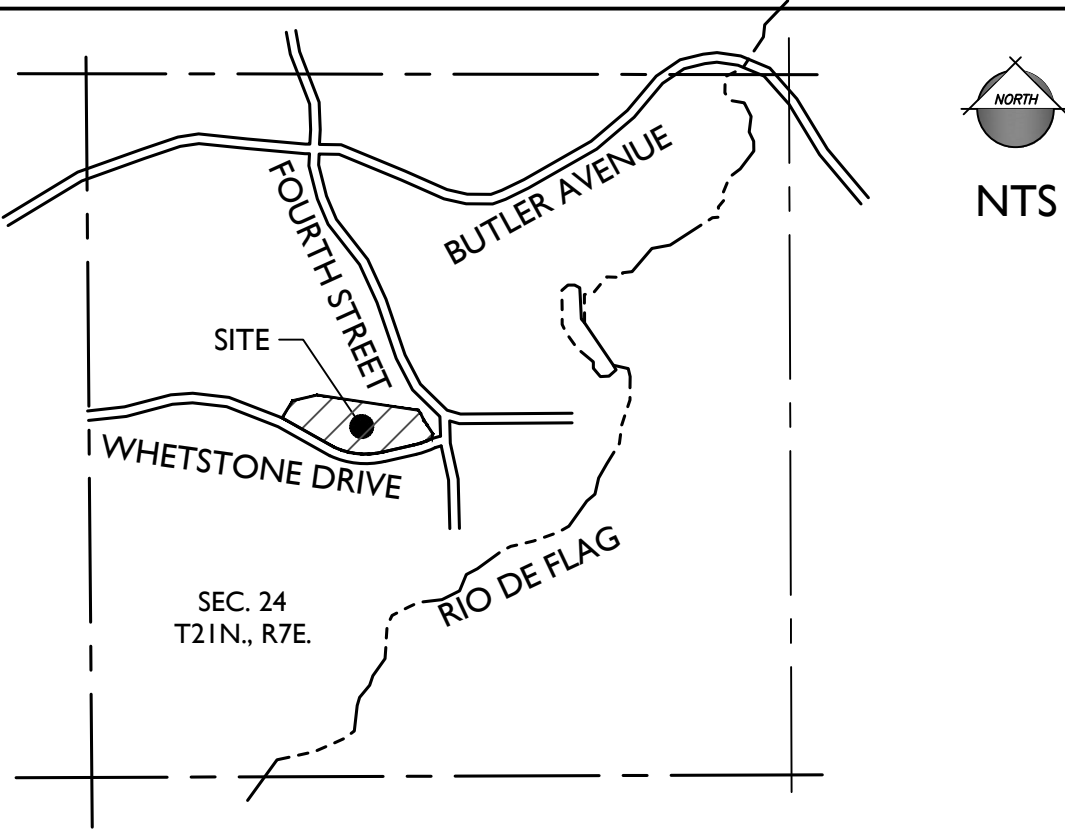 NORTH
NTS
BUTLER AVENUE
FOURTH STREET
SITE
WHETSTONE DRIVE
RIO DE FLAG
SEC. 24
T21N., R7E.